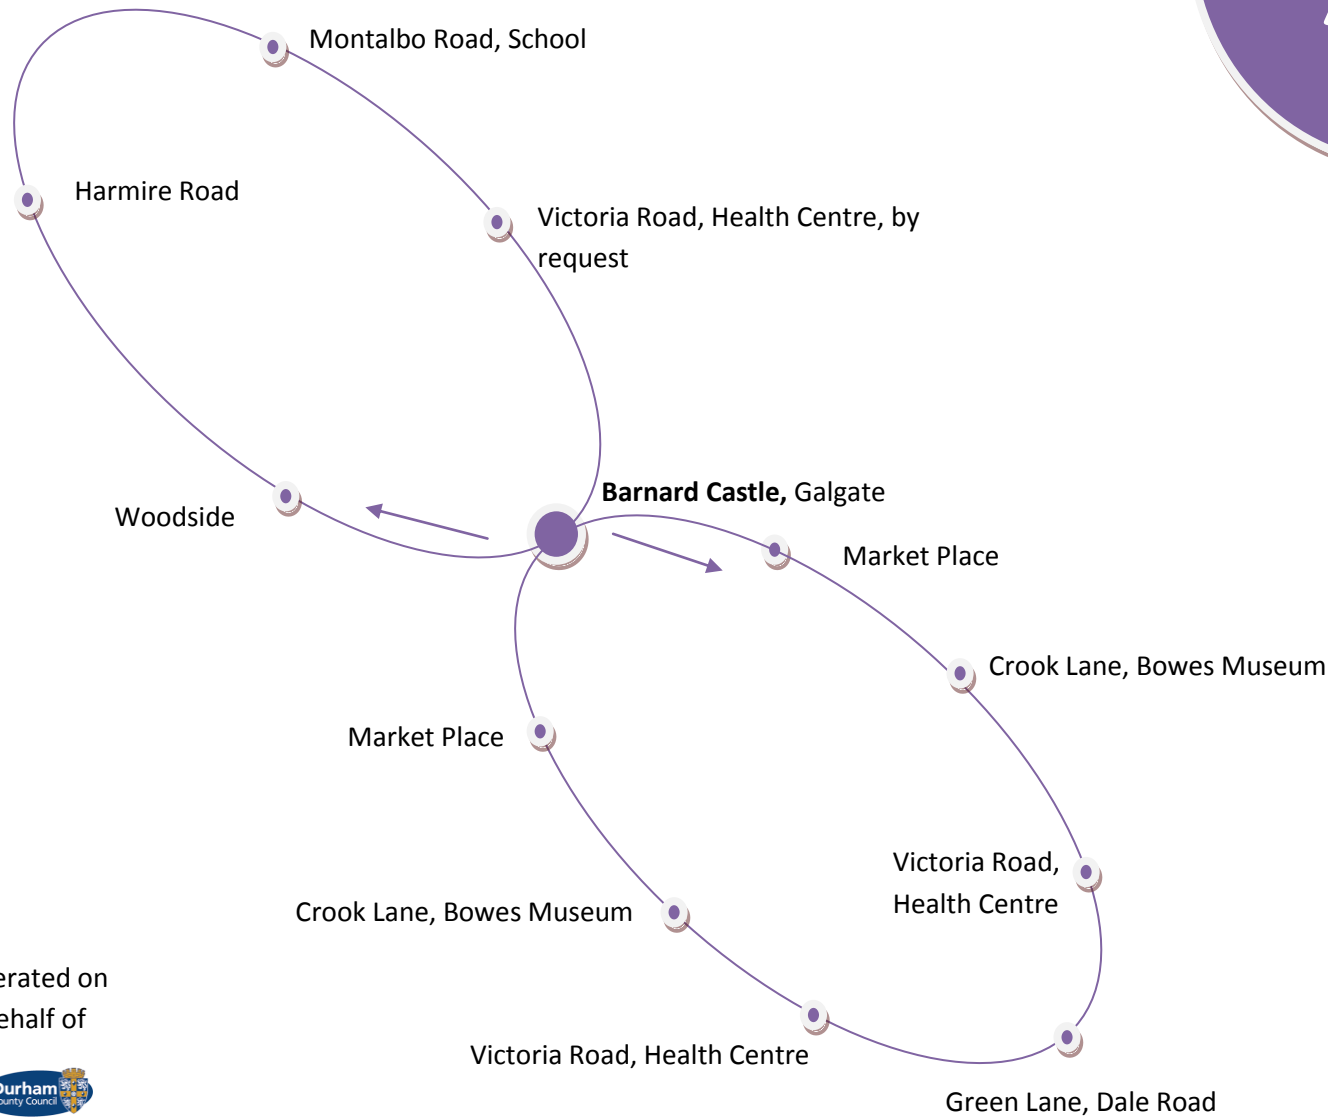 Montalbo Road, School
Harmire Road
Victoria Road, Health Centre, by
request
Barnard Castle, Galgate
Woodside
Market Place
Crook Lane, Bowes Museum
Market Place
Victoria Road,
Health Centre
Crook Lane, Bowes Museum
erated on
ehalf of
Victoria Road, Health Centre
Durham
County Council
Green Lane, Dale Road